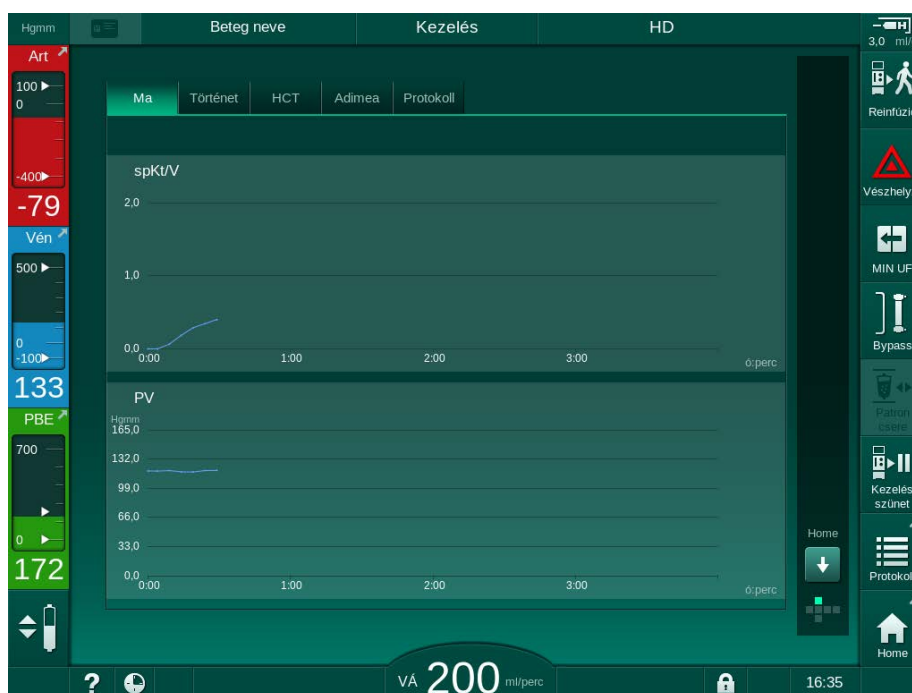 Hgmm
Beteg neve
Kezelés
HD
3,0 ml/
Art
100
0
-400
-79
Vén
500
0
-100
133
PBE
700
0
172
Ma
Történet
HCT
Adimea
Protokoll
spKt/V
2,0
1,0
0,0
0:00
1:00
2:00
3:00
ó:perc
PV
Hgmm
165,0
132,0
99,0
66,0
33,0
0,0
0:00
1:00
2:00
3:00
ó:perc
Home
H
Reinfúzió
Vészhely
MIN UF
Bypass
Patron
csere
Kezelés
szünet
Protokol
Home
?
VÁ 200 ml/perc
16:35